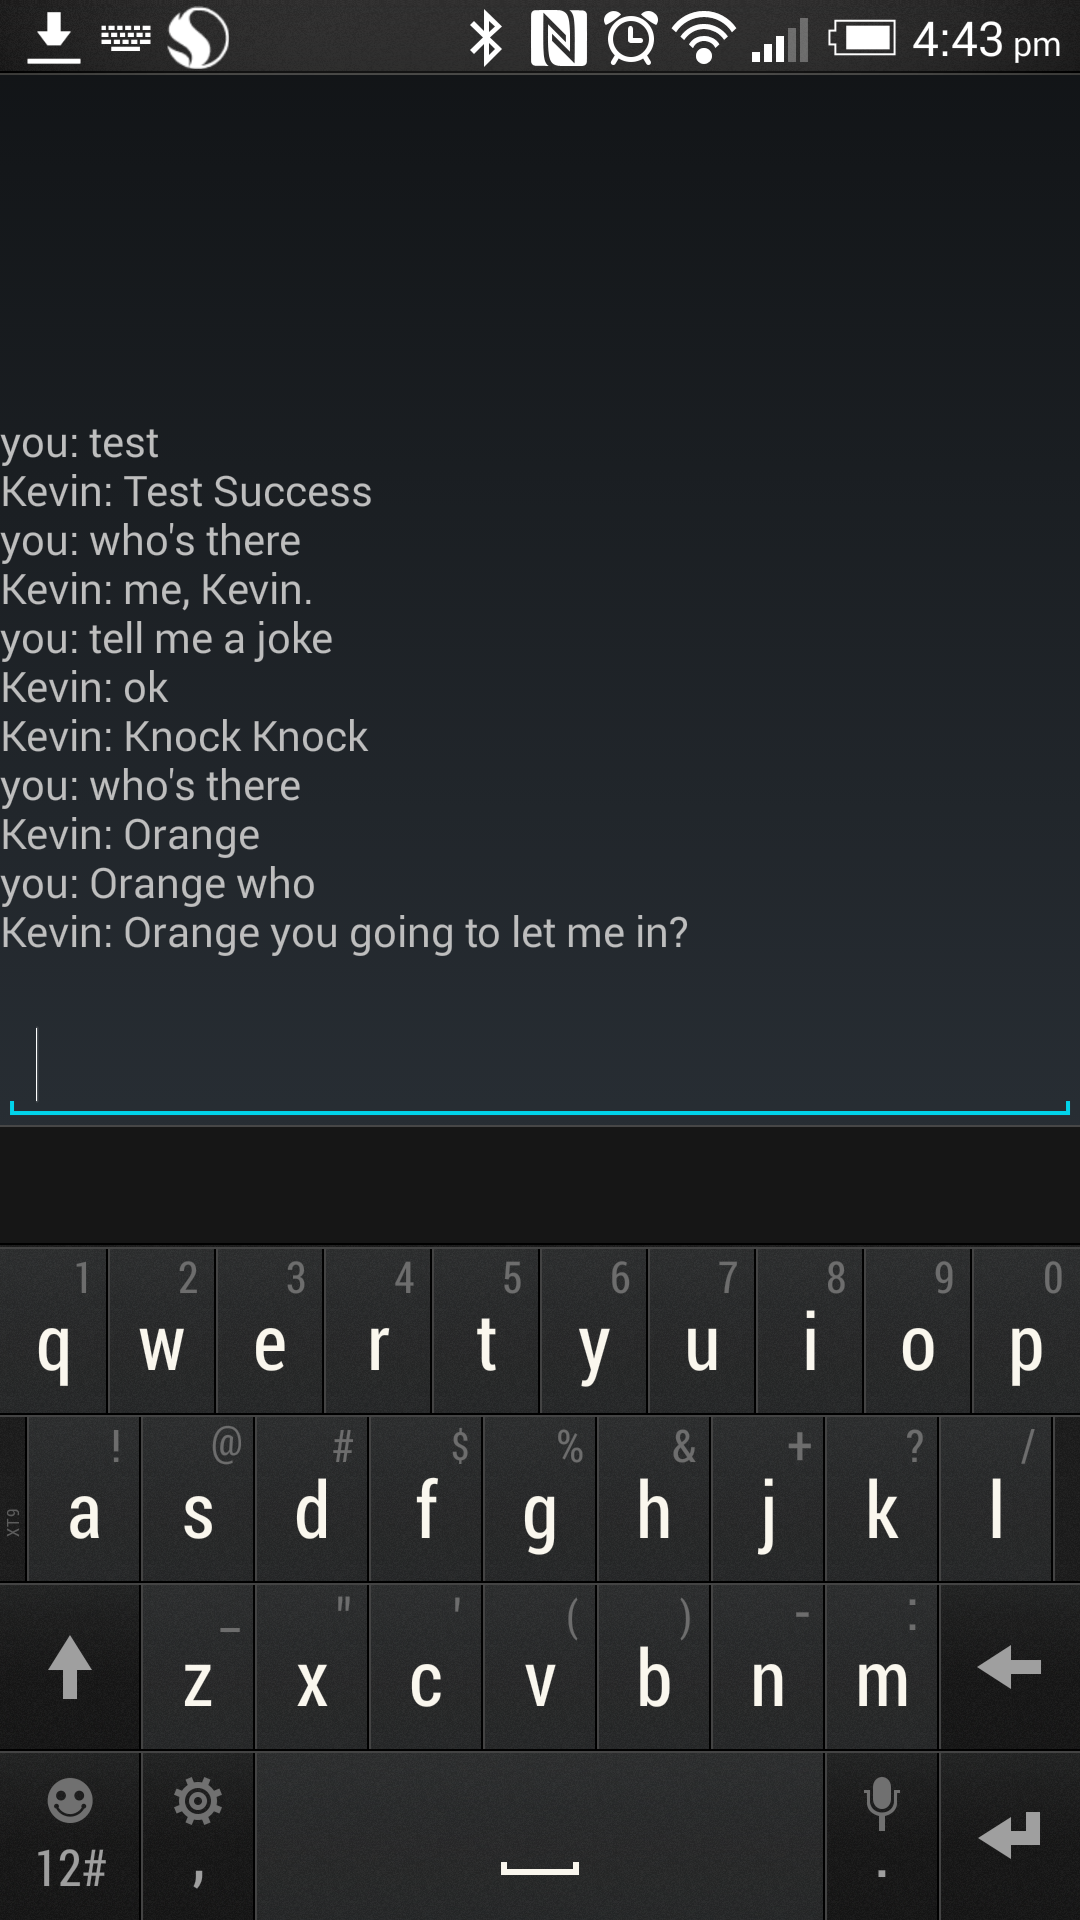 4:43 pm
you: test
Kevin: Test Success
you: who's there
Kevin: me, Kevin.
you: tell me a joke
Kevin: ok
Kevin: Knock Knock
you: who's there
Kevin: Orange
you: Orange who
Kevin: Orange you going to let me in?
1 2 3 4 5 6 7 8 9 0
q w e r t y u i o p
! @ # $ % & + ? /
XT9 a s d f g h j k l
_ " ' ( ) - :
z x c v b n m
12# , .